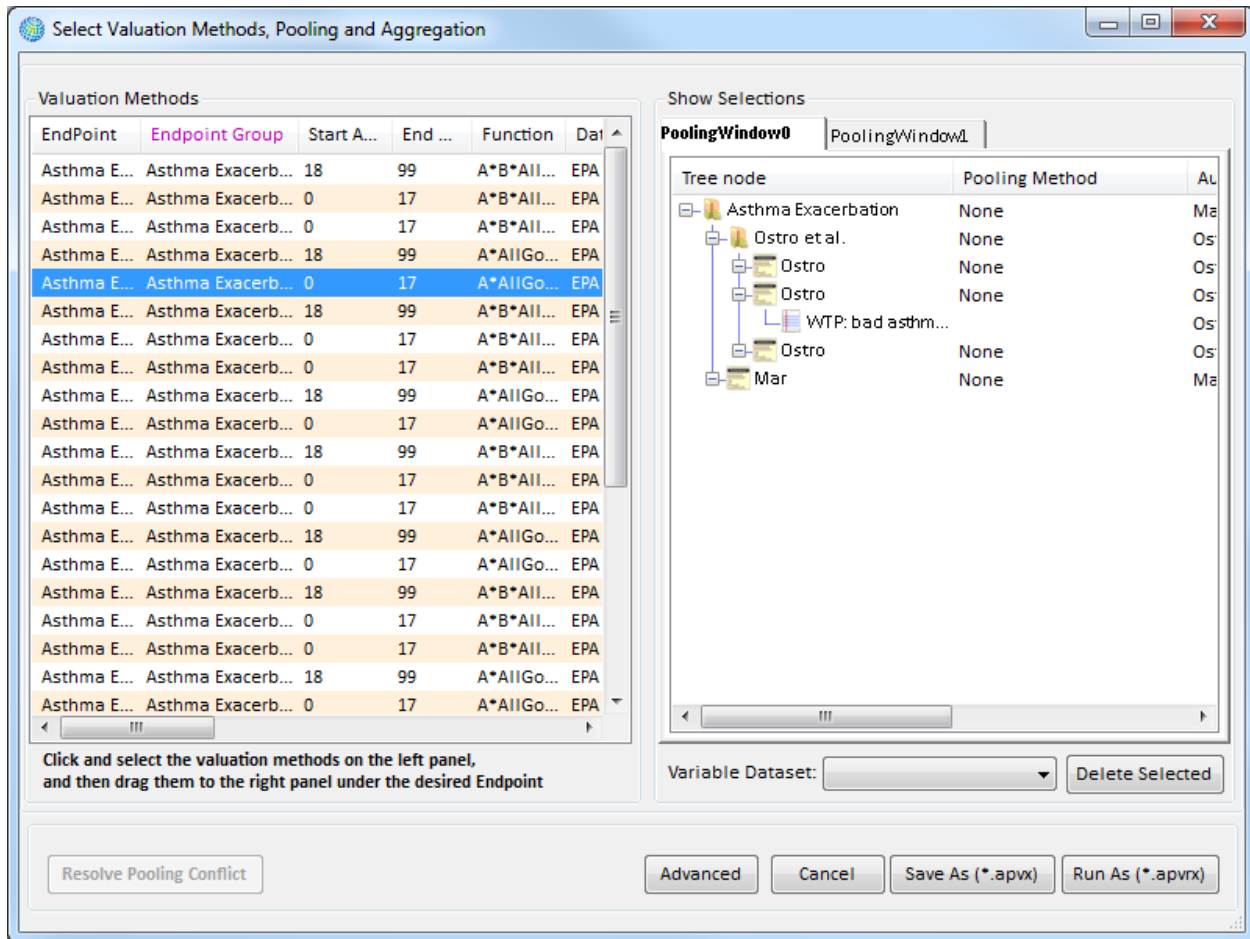 Select Valuation Methods, Pooling and Aggregation
Valuation Methods
EndPoint Endpoint Group Start A... End ... Function Dat
Asthma E... Asthma Exacerb... 18 99 A*B*All... EPA
Asthma E... Asthma Exacerb... 0 17 A*B*All... EPA
Asthma E... Asthma Exacerb... 0 17 A*B*All... EPA
Asthma E... Asthma Exacerb... 18 99 A*AllGo... EPA
Asthma E... Asthma Exacerb... 0 17 A*AllGo... EPA
Asthma E... Asthma Exacerb... 18 99 A*B*All... EPA
Asthma E... Asthma Exacerb... 0 17 A*B*All... EPA
Asthma E... Asthma Exacerb... 0 17 A*B*All... EPA
Asthma E... Asthma Exacerb... 18 99 A*AllGo... EPA
Asthma E... Asthma Exacerb... 0 17 A*AllGo... EPA
Asthma E... Asthma Exacerb... 18 99 A*B*All... EPA
Asthma E... Asthma Exacerb... 0 17 A*B*All... EPA
Asthma E... Asthma Exacerb... 0 17 A*B*All... EPA
Asthma E... Asthma Exacerb... 18 99 A*AllGo... EPA
Asthma E... Asthma Exacerb... 0 17 A*AllGo... EPA
Asthma E... Asthma Exacerb... 18 99 A*B*All... EPA
Asthma E... Asthma Exacerb... 0 17 A*B*All... EPA
Asthma E... Asthma Exacerb... 0 17 A*B*All... EPA
Asthma E... Asthma Exacerb... 18 99 A*AllGo... EPA
Asthma E... Asthma Exacerb... 0 17 A*AllGo... EPA
Click and select the valuation methods on the left panel,
and then drag them to the right panel under the desired Endpoint
Show Selections
PoolingWindow0 PoolingWindow1
Tree node Pooling Method Au
Asthma Exacerbation None Ma
Ostro et al. None Os
Ostro None Os
Ostro None Os
WTP: bad asthm... Os
Ostro None Os
Mar None Ma
Variable Dataset: Delete Selected
Resolve Pooling Conflict Advanced Cancel Save As (*.apvx) Run As (*.apvrx)